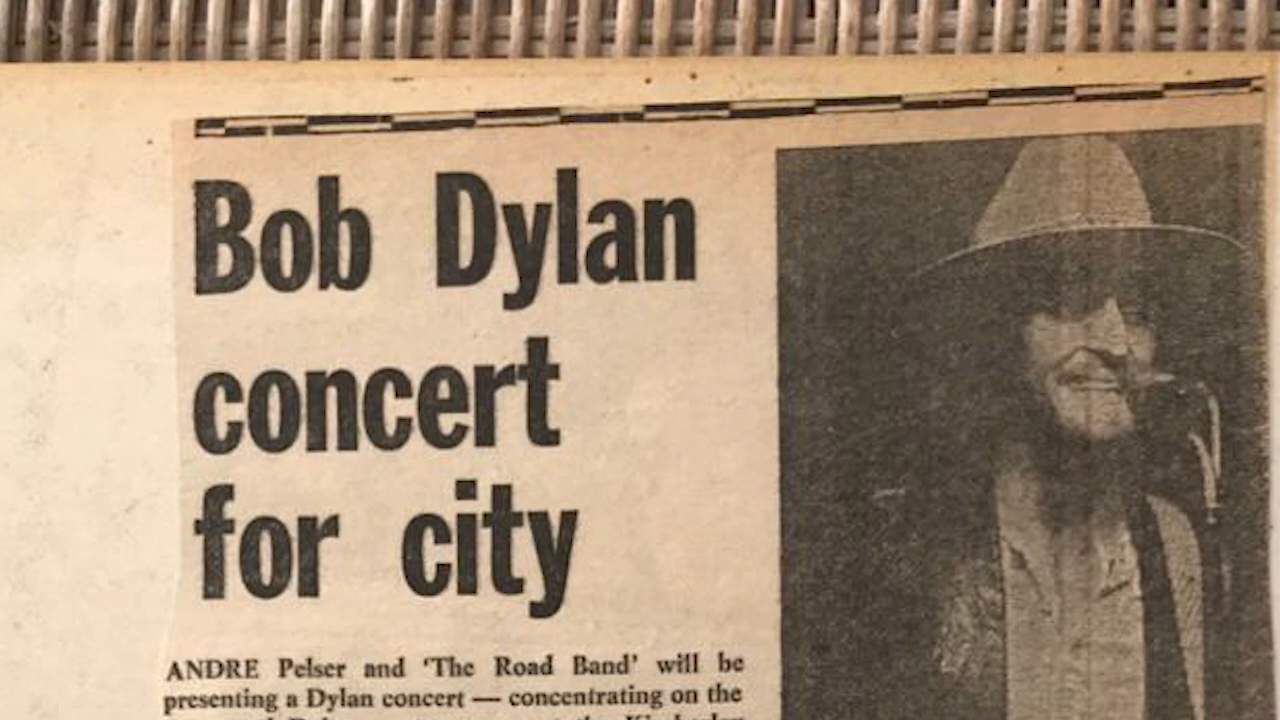 Bob Dylan
concert
for city
ANDRE Pelser and ‘The Road Band’ will be
presenting a Dylan concert — concentrating on the